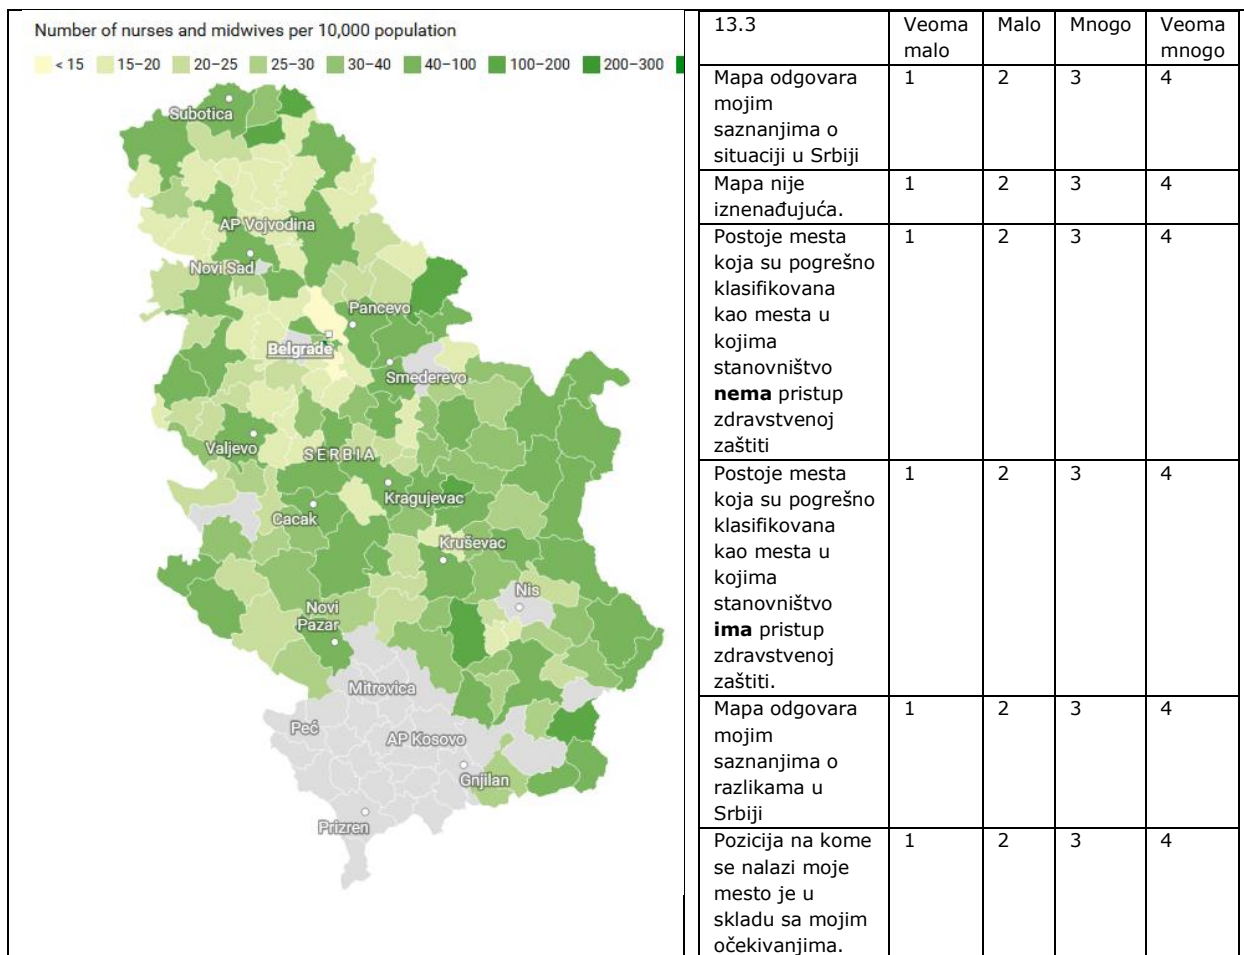 Number of nurses and midwives per 10,000 population
< 15 15–20 20–25 25–30 30–40 40–100 100–200 200–300
Subotica
AP Vojvodina
Novi Sad
Pancevo
Belgrade
Smederevo
Valjevo
SERBIA
Kragujevac
Cacak
Kruševac
Nis
Novi
Pazar
Mitrovica
Peć
AP Kosovo
Gnjilan
Prizren
13.3 Veoma Malo Mnogo Veoma
malo mnogo
Mapa odgovara 1 2 3 4
mojim
saznanjima o
situaciji u Srbiji
Mapa nije 1 2 3 4
iznenađujuća.
Postoje mesta 1 2 3 4
koja su pogrešno
klasifikovana
kao mesta u
kojima
stanovništvo
nema pristup
zdravstvenoj
zaštiti
Postoje mesta 1 2 3 4
koja su pogrešno
klasifikovana
kao mesta u
kojima
stanovništvo
ima pristup
zdravstvenoj
zaštiti.
Mapa odgovara 1 2 3 4
mojim
saznanjima o
razlikama u
Srbiji
Pozicija na kome 1 2 3 4
se nalazi moje
mesto je u
skladu sa mojim
očekivanjima.